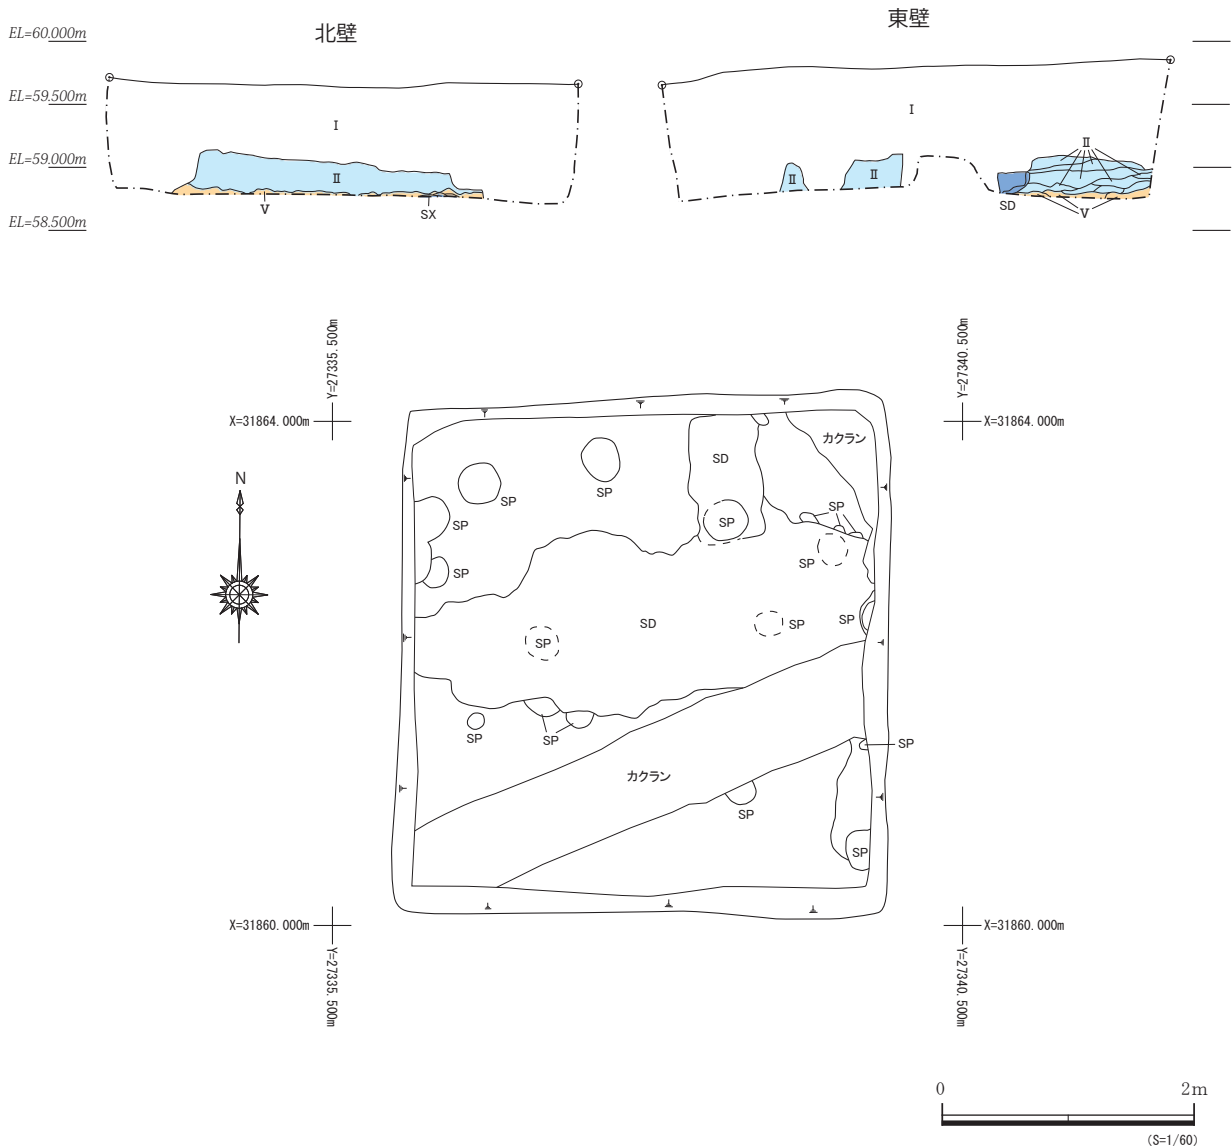 北壁
東壁
EL=60.000m
EL=59.500m
EL=59.000m
EL=58.500m
I
II
V
SX
I
II
II
II
SD
V
Y=27335.500m
Y=27340.500m
X=31864.000m
X=31864.000m
N
カクラン
SD
SP
SP
SP
SP
SP
SP
SP
SP
SD
SP
SP
SP
SP
SP
カクラン
SP
SP
SP
X=31860.000m
X=31860.000m
Y=27335.500m
Y=27340.500m
0 2m
(S=1/60)